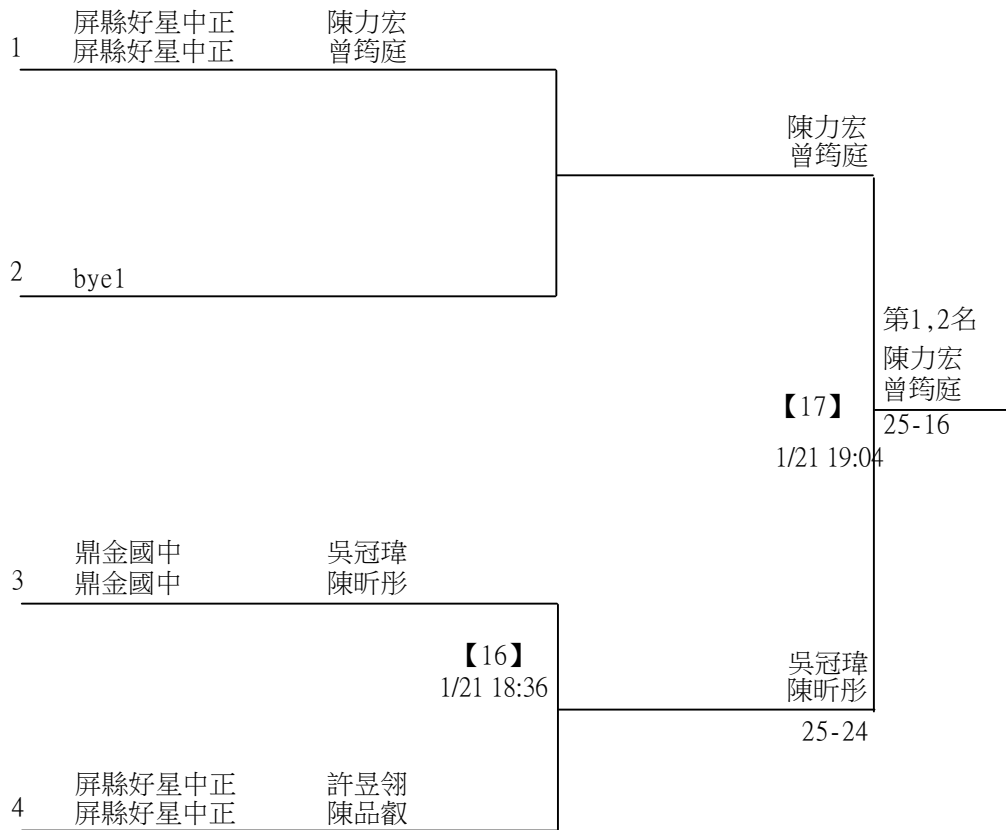 屏縣好星中正 陳力宏
1 屏縣好星中正 曾筠庭
陳力宏
曾筠庭
2 bye1
第1,2名
陳力宏
曾筠庭
【17】
25-16
1/21 19:04
鼎金國中 吳冠瑋
3 鼎金國中 陳昕彤
【16】
1/21 18:36
吳冠瑋
陳昕彤
25-24
屏縣好星中正 許昱翎
4 屏縣好星中正 陳品叡